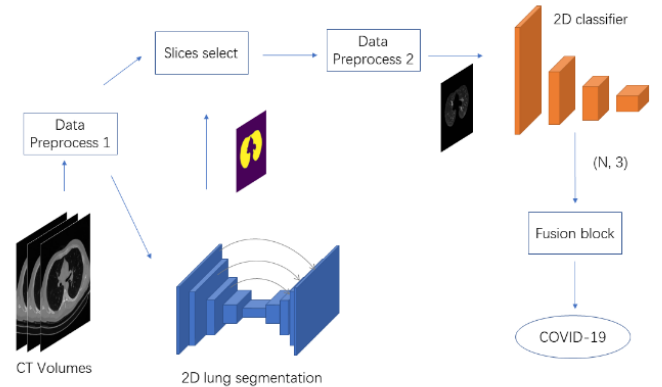 2D classifier
Slices select
Data
Preprocess 2
Data
Preprocess 1
(N, 3)
Fusion block
COVID-19
CT Volumes
2D lung segmentation